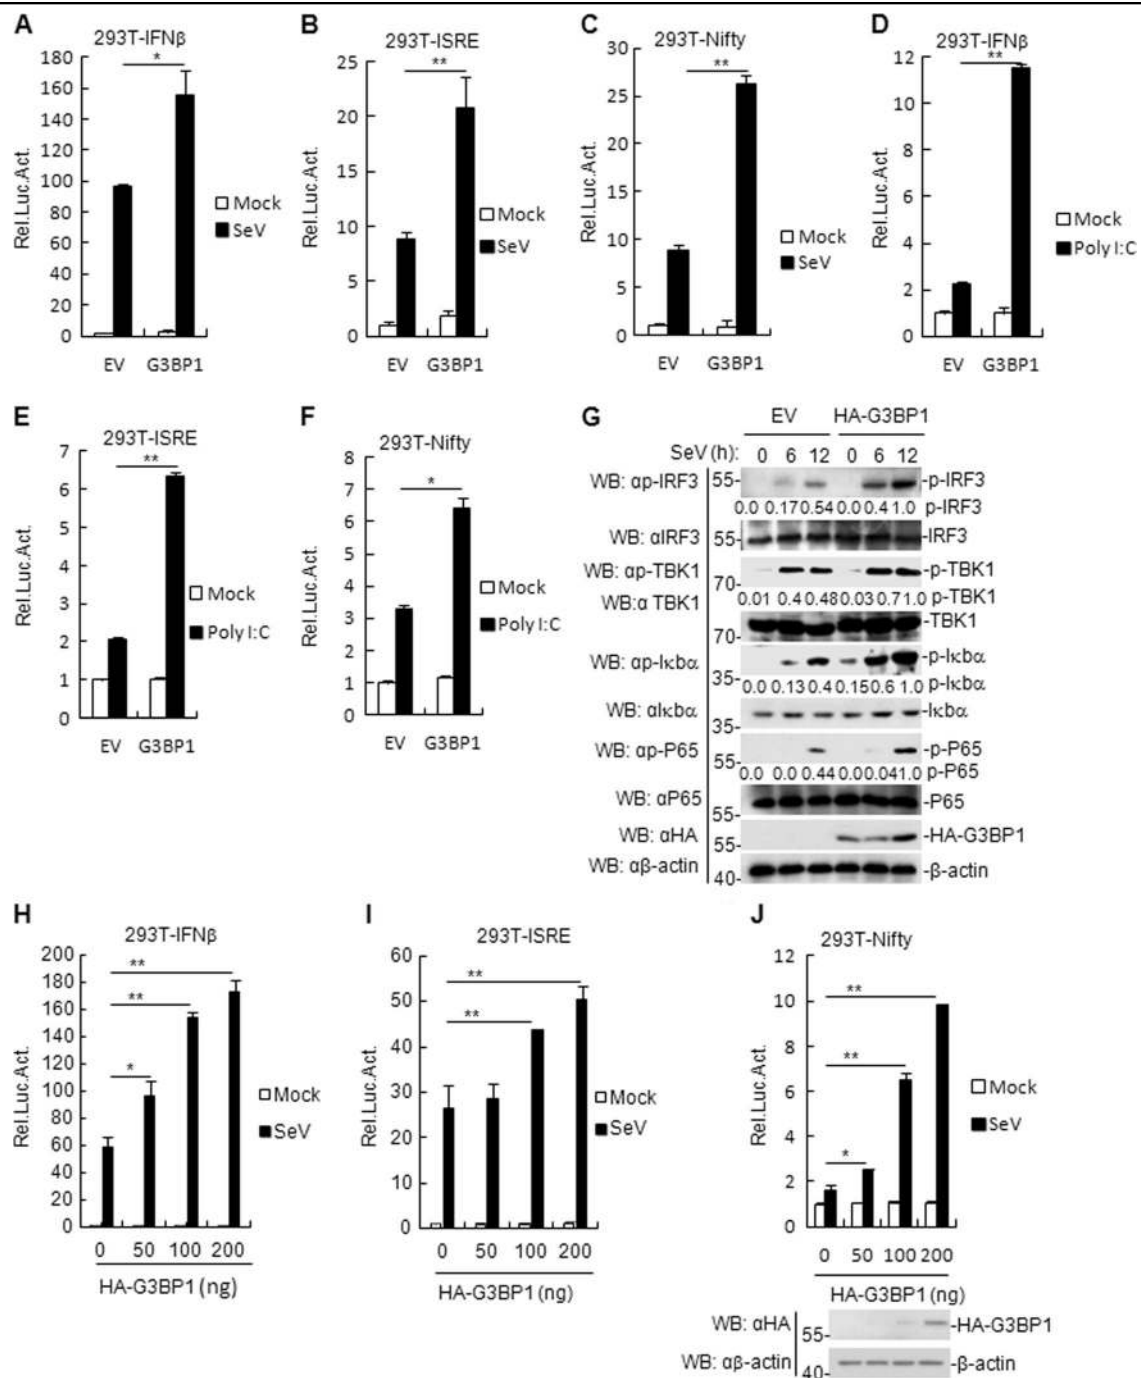 A
293T-IFNβ
180
160
140
120
100
80
60
40
20
0
Rel.Luc.Act.
*
EV G3BP1
Mock
SeV
B
293T-ISRE
25
20
15
10
5
0
Rel.Luc.Act.
**
EV G3BP1
Mock
SeV
C
293T-Nifty
30
25
20
15
10
5
0
Rel.Luc.Act.
**
EV G3BP1
Mock
SeV
D
293T-IFNβ
12
10
8
6
4
2
0
Rel.Luc.Act.
**
EV G3BP1
Mock
Poly I:C
E
293T-ISRE
7
6
5
4
3
2
1
0
Rel.Luc.Act.
**
EV G3BP1
Mock
Poly I:C
F
293T-Nifty
8
7
6
5
4
3
2
1
0
Rel.Luc.Act.
*
EV G3BP1
Mock
Poly I:C
G
EV HA-G3BP1
SeV (h): 0 6 12 0 6 12
WB: αp-IRF3 55- -p-IRF3
0.0 0.17 0.54 0.0 0.4 1.0 p-IRF3
WB: αIRF3 55- -IRF3
WB: αp-TBK1 70- -p-TBK1
0.01 0.4 0.48 0.03 0.7 1.0 p-TBK1
WB:α TBK1 70- -TBK1
WB: αp-Iκbα 35- -p-Iκbα
0.0 0.13 0.4 0.15 0.6 1.0 p-Iκbα
WB: αIκbα 35- -Iκbα
WB: αp-P65 55- -p-P65
0.0 0.0 0.44 0.0 0.04 1.0 p-P65
WB: αP65 55- -P65
WB: αHA 55- -HA-G3BP1
WB: αβ-actin 40- -β-actin
H
293T-IFNβ
200
180
160
140
120
100
80
60
40
20
0
Rel.Luc.Act.
**
**
*
0 50 100 200
HA-G3BP1 (ng)
Mock
SeV
I
293T-ISRE
60
50
40
30
20
10
0
Rel.Luc.Act.
**
**
0 50 100 200
HA-G3BP1 (ng)
Mock
SeV
J
293T-Nifty
12
10
8
6
4
2
0
Rel.Luc.Act.
**
**
*
0 50 100 200
HA-G3BP1 (ng)
Mock
SeV
WB: αHA 55- -HA-G3BP1
WB: αβ-actin 40- -β-actin